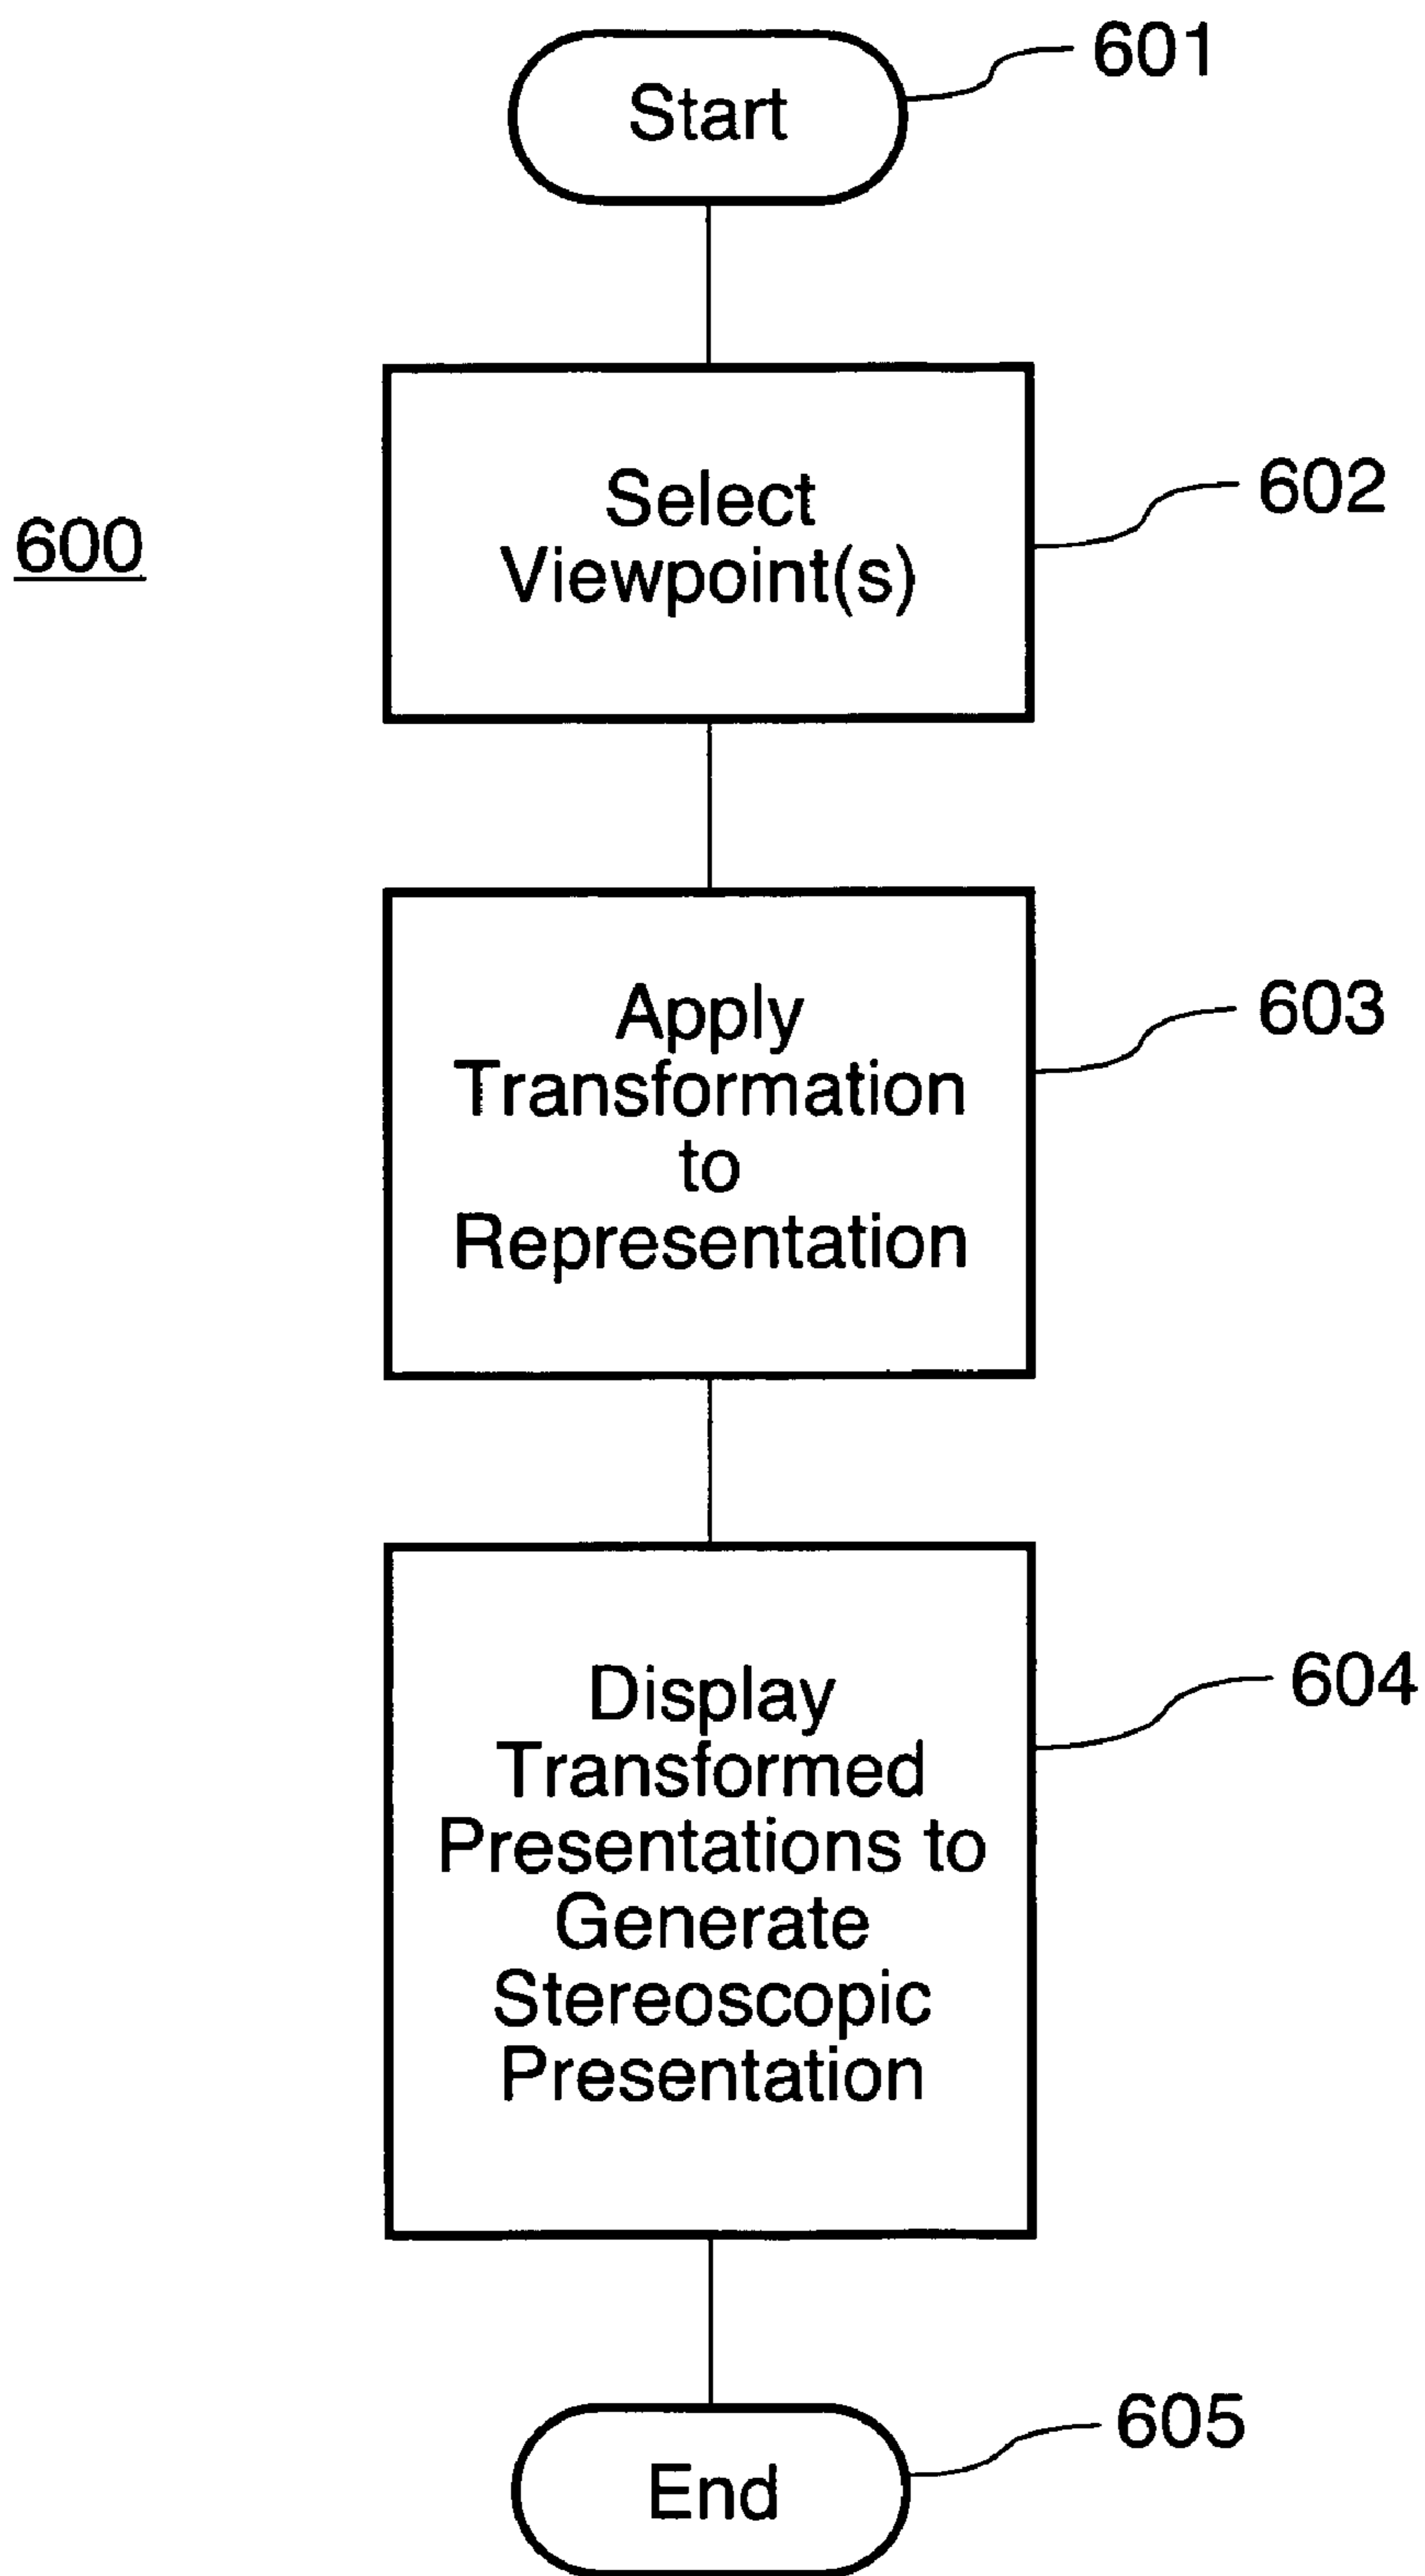 601
Start
602
Select
Viewpoint(s)
600
603
Apply
Transformation
to
Representation
604
Display
Transformed
Presentations to
Generate
Stereoscopic
Presentation
605
End